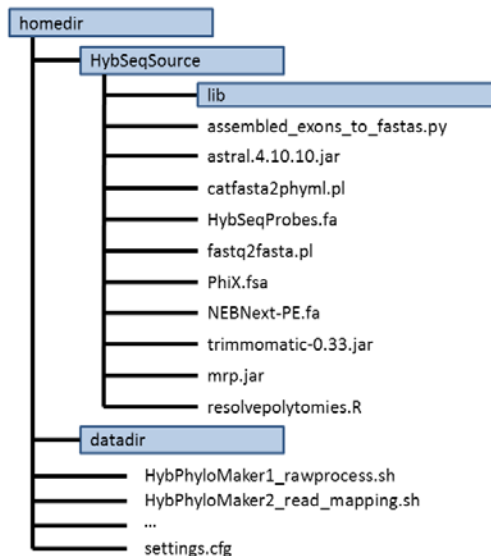 homedir
HybSeqSource
lib
assembled_exons_to_fastas.py
astral.4.10.10.jar
catfasta2phyml.pl
HybSeqProbes.fa
fastq2fasta.pl
PhiX.fsa
NEBNext-PE.fa
trimmomatic-0.33.jar
mrp.jar
resolvepolytomies.R
datadir
HybPhyloMaker1_rawprocess.sh
HybPhyloMaker2_read_mapping.sh
...
settings.cfg